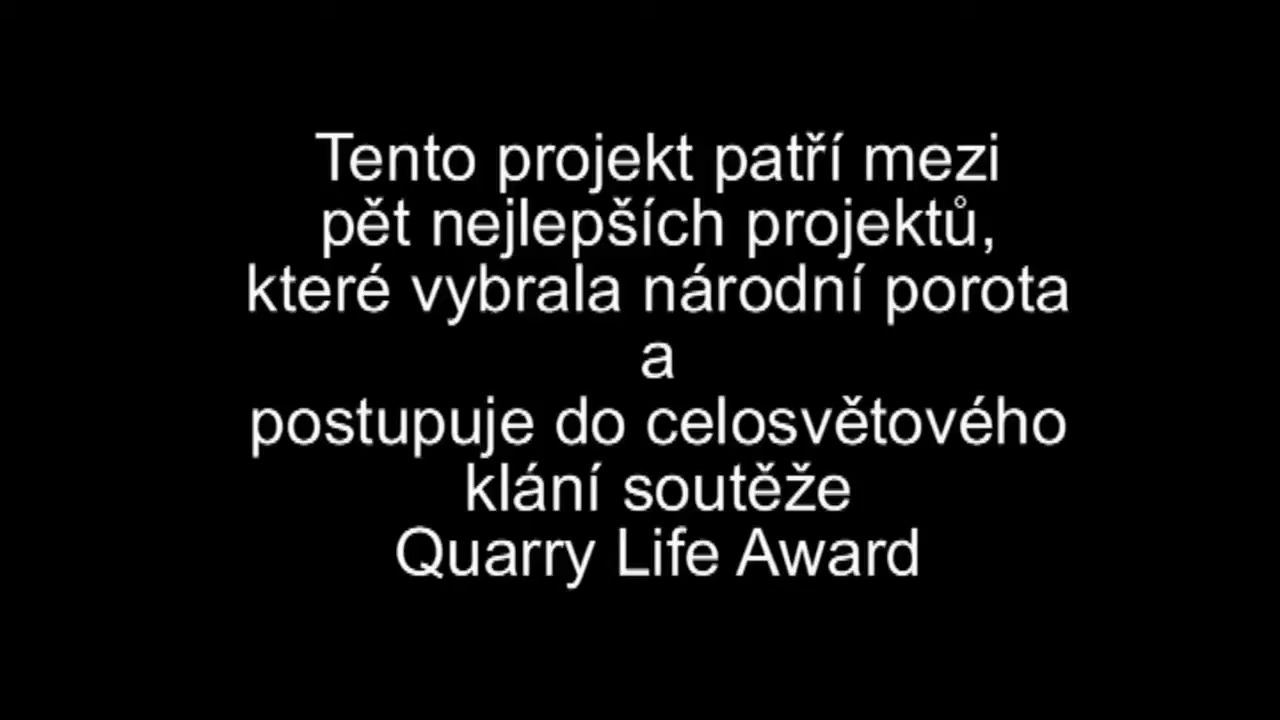 Tento projekt patří mezi
pět nejlepších projektů,
které vybrala národní porota
a
postupuje do celosvětového
klání soutěže
Quarry Life Award